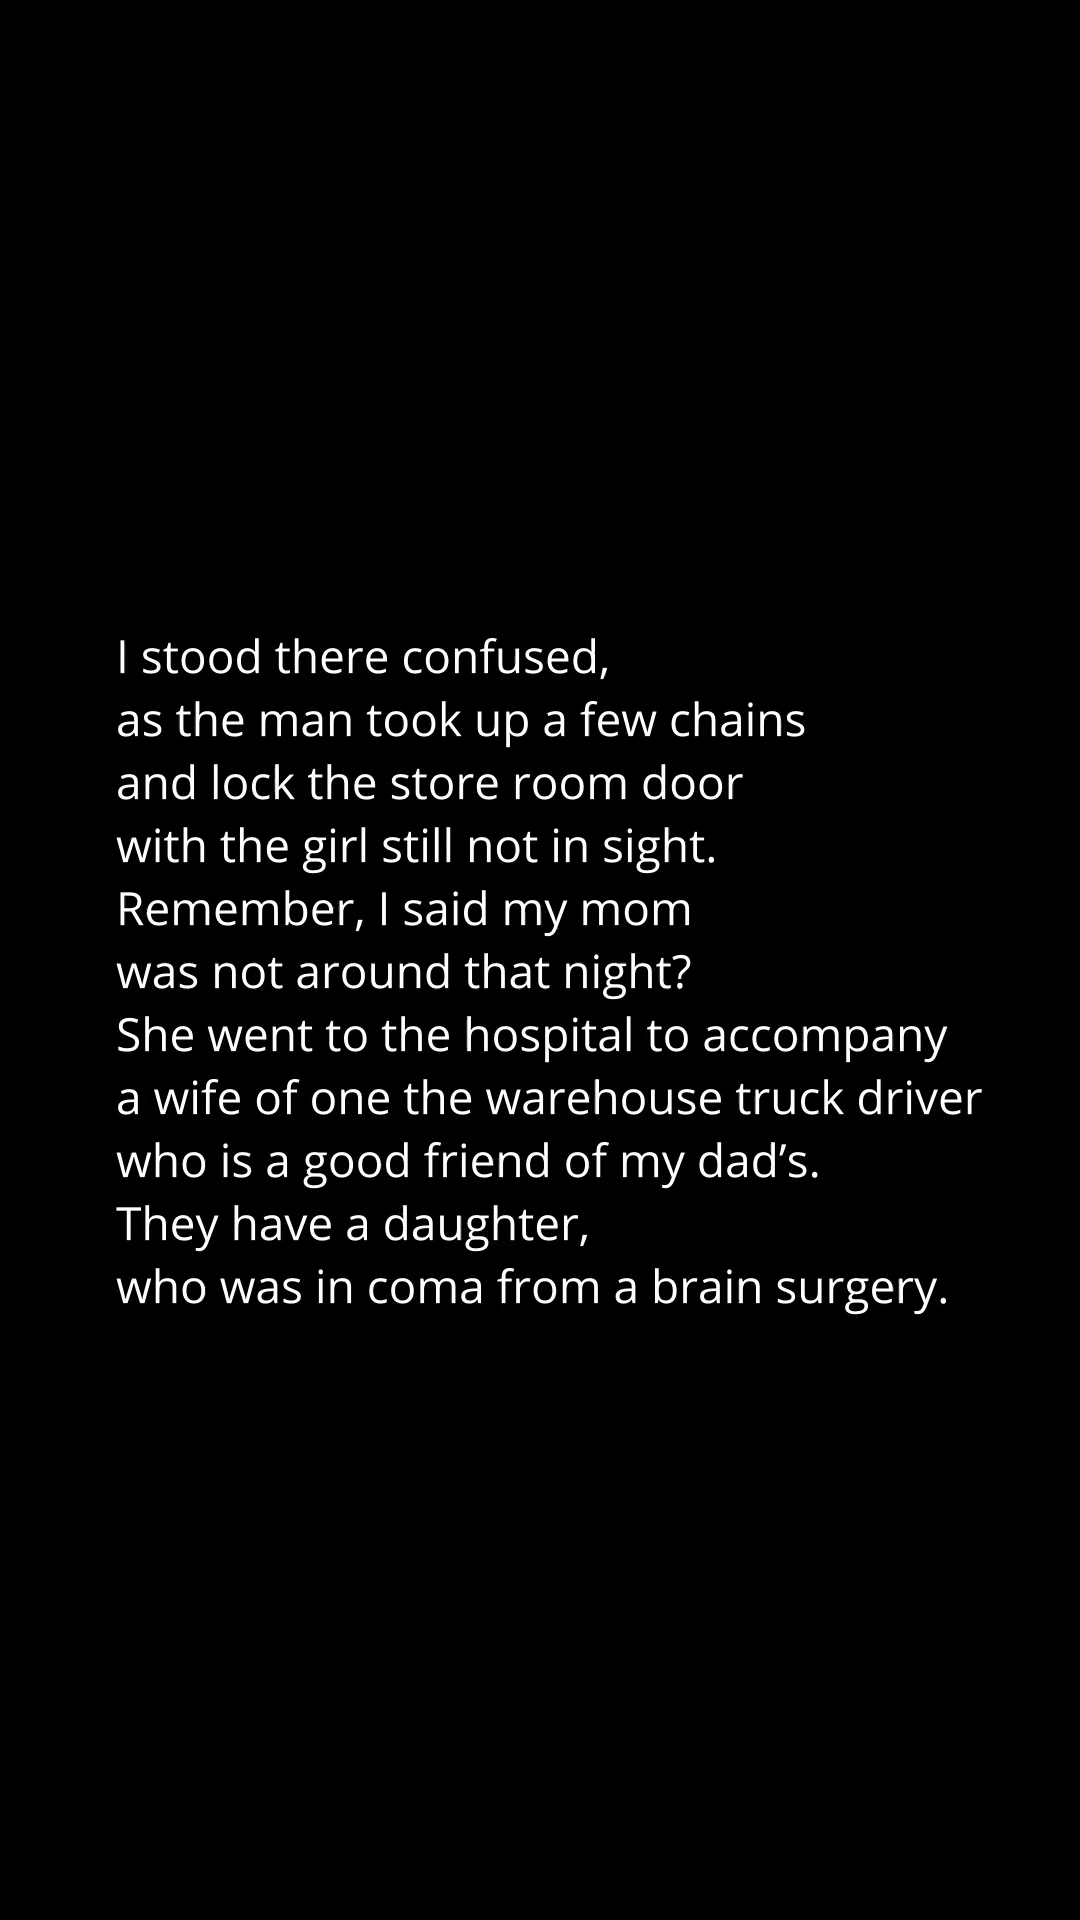 I stood there confused,
as the man took up a few chains
and lock the store room door
with the girl still not in sight.
Remember, I said my mom
was not around that night?
She went to the hospital to accompany
a wife of one the warehouse truck driver
who is a good friend of my dad’s.
They have a daughter,
who was in coma from a brain surgery.